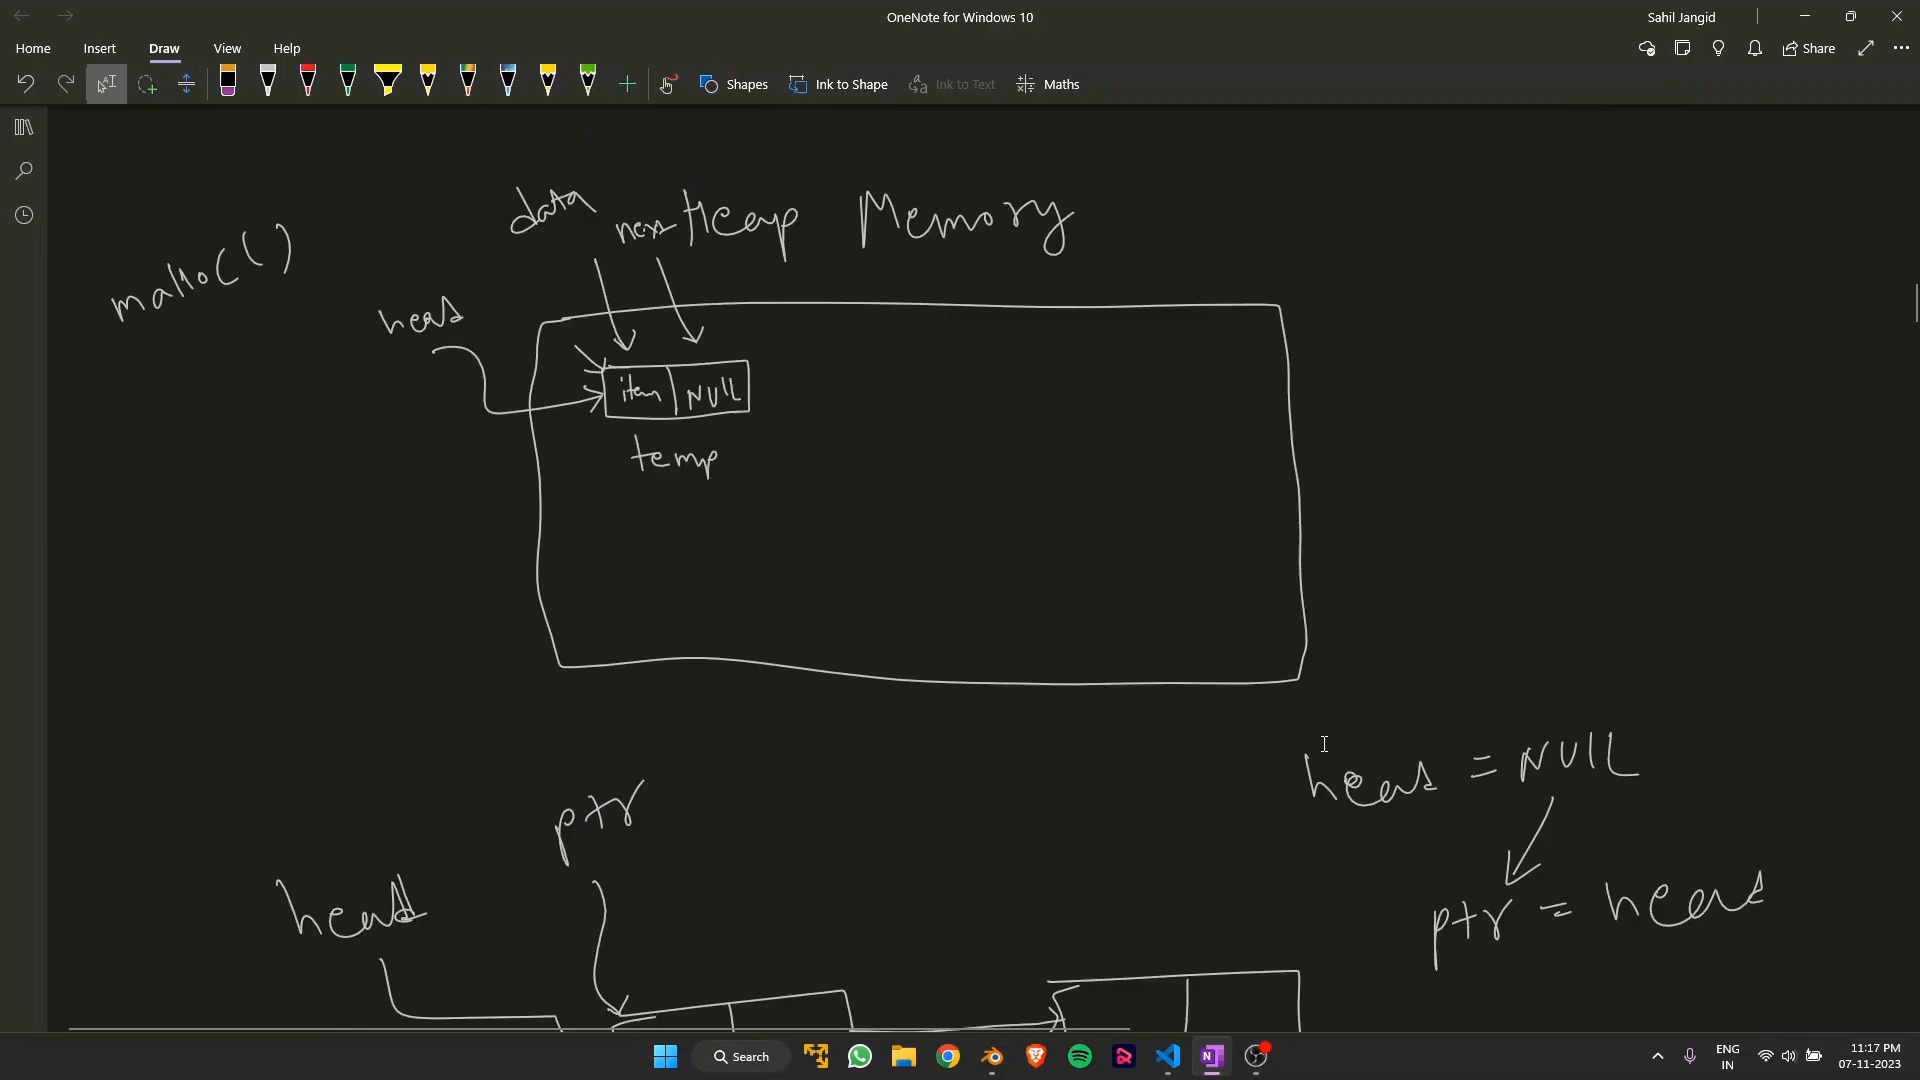 OneNote for Windows 10
Sahil Jangid
Home Insert Draw View Help
Share
Shapes Ink to Shape Ink to Text Maths
data
next Heap Memory
malloc()
head
item NULL
temp
head = NULL
ptr
head
ptr = head
Search
ENG
IN
11:17 PM
07-11-2023